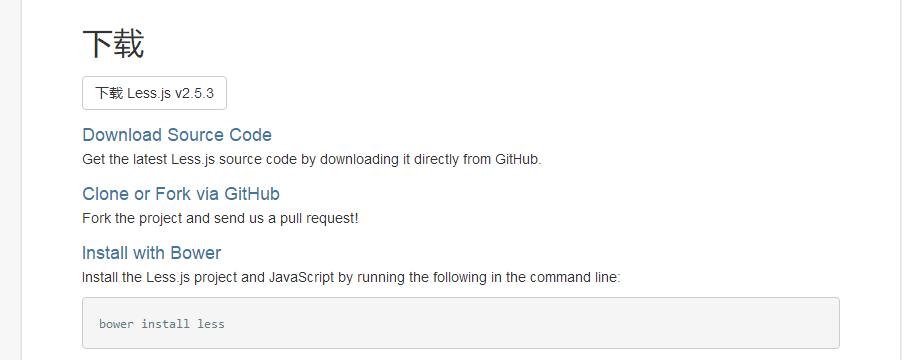 下载
下载 Less.js v2.5.3
Download Source Code
Get the latest Less.js source code by downloading it directly from GitHub.
Clone or Fork via GitHub
Fork the project and send us a pull request!
Install with Bower
Install the Less.js project and JavaScript by running the following in the command line:
bower install less